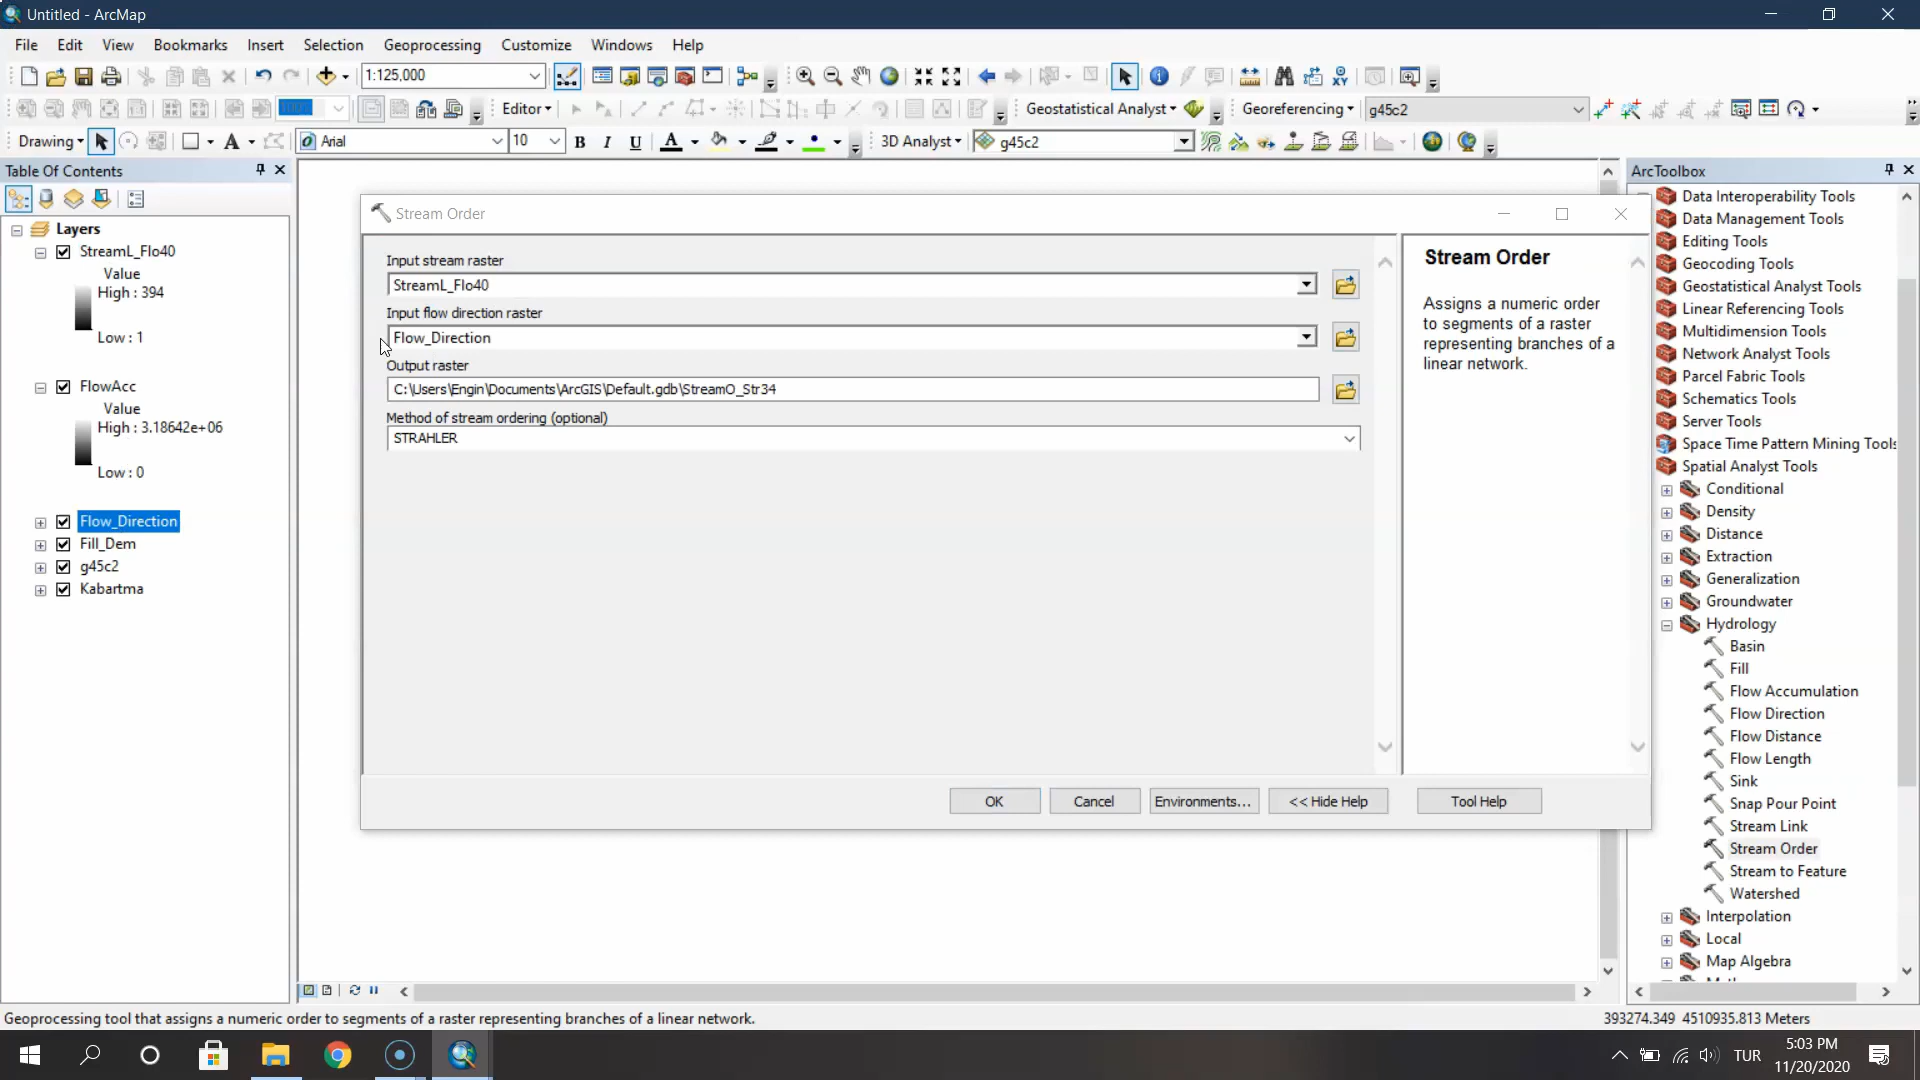 Untitled - ArcMap
File Edit View Bookmarks Insert Selection Geoprocessing Customize Windows Help
1:125,000
Editor Geostatistical Analyst Georeferencing g45c2
Drawing Arial 10 B I U A 3D Analyst g45c2
Table Of Contents
Layers
StreamL_Flo40
Value
High : 394
Low : 1
FlowAcc
Value
High : 3.18642e+06
Low : 0
Flow_Direction
Fill_Dem
g45c2
Kabartma
Stream Order
Input stream raster
StreamL_Flo40
Input flow direction raster
Flow_Direction
Output raster
C:\Users\Engin\Documents\ArcGIS\Default.gdb\StreamO_Str34
Method of stream ordering (optional)
STRAHLER
Stream Order
Assigns a numeric order
to segments of a raster
representing branches of a
linear network.
OK Cancel Environments... << Hide Help Tool Help
ArcToolbox
Data Interoperability Tools
Data Management Tools
Editing Tools
Geocoding Tools
Geostatistical Analyst Tools
Linear Referencing Tools
Multidimension Tools
Network Analyst Tools
Parcel Fabric Tools
Schematics Tools
Server Tools
Space Time Pattern Mining Tools
Spatial Analyst Tools
Conditional
Density
Distance
Extraction
Generalization
Groundwater
Hydrology
Basin
Fill
Flow Accumulation
Flow Direction
Flow Distance
Flow Length
Sink
Snap Pour Point
Stream Link
Stream Order
Stream to Feature
Watershed
Interpolation
Local
Map Algebra
Geoprocessing tool that assigns a numeric order to segments of a raster representing branches of a linear network.
393274.349 4510935.813 Meters
TUR
5:03 PM
11/20/2020